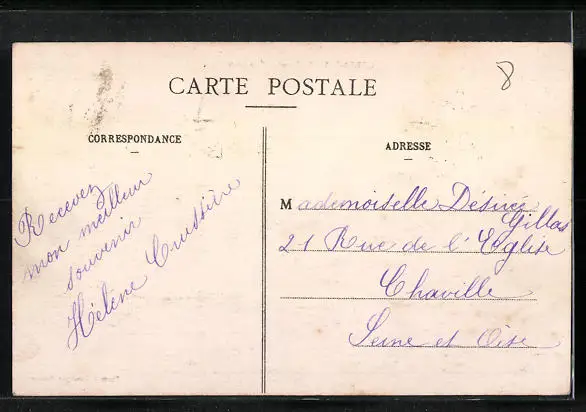 8
CARTE POSTALE
CORRESPONDANCE
Recevez
mon meilleur
souvenir
Hélène Cussière
ADRESSE
Mademoiselle Désirée
Gillas
21 Rue de l'Eglise
Chaville
Seine et Oise